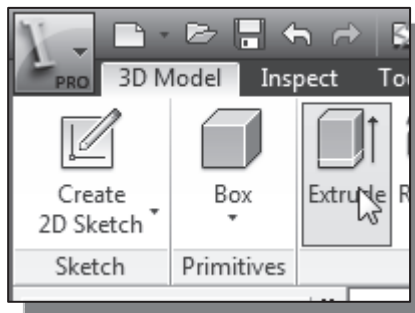 PRO
3D Model Inspect
Create
2D Sketch
Box
Extrude
Sketch
Primitives